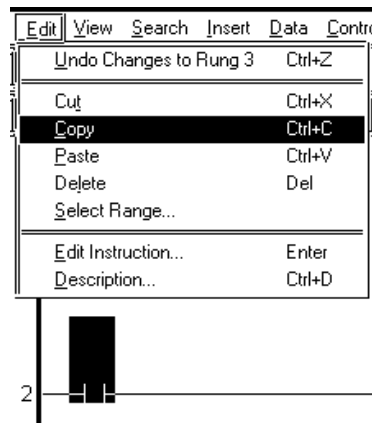 Edit View Search Insert Data Contr
Undo Changes to Rung 3 Ctrl+Z
Cut Ctrl+X
Copy Ctrl+C
Paste Ctrl+V
Delete Del
Select Range...
Edit Instruction... Enter
Description... Ctrl+D
2